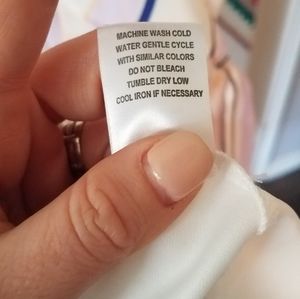 MACHINE WASH COLD
WATER GENTLE CYCLE
WITH SIMILAR COLORS
DO NOT BLEACH
TUMBLE DRY LOW
COOL IRON IF NECESSARY